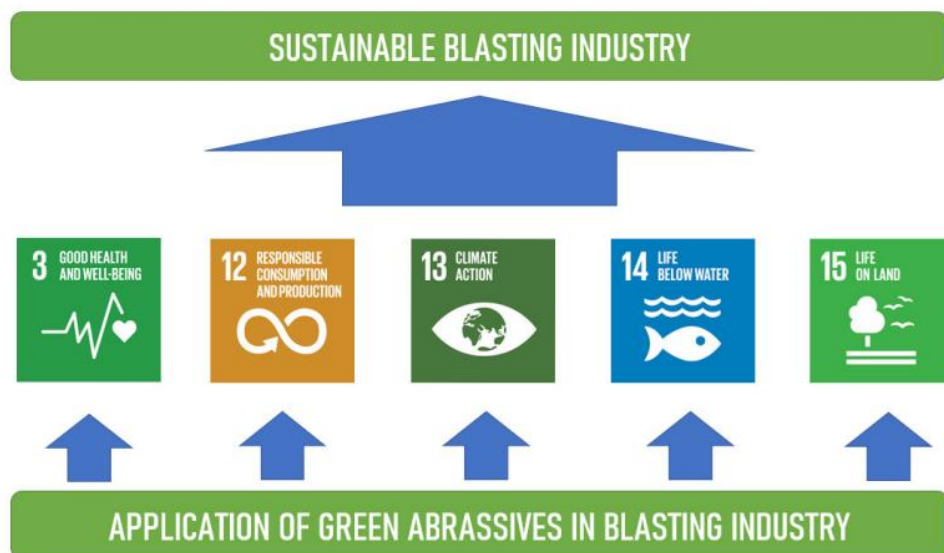 SUSTAINABLE BLASTING INDUSTRY
3 GOOD HEALTH
AND WELL-BEING
12 RESPONSIBLE
CONSUMPTION
AND PRODUCTION
13 CLIMATE
ACTION
14 LIFE
BELOW WATER
15 LIFE
ON LAND
APPLICATION OF GREEN ABRASSIVES IN BLASTING INDUSTRY